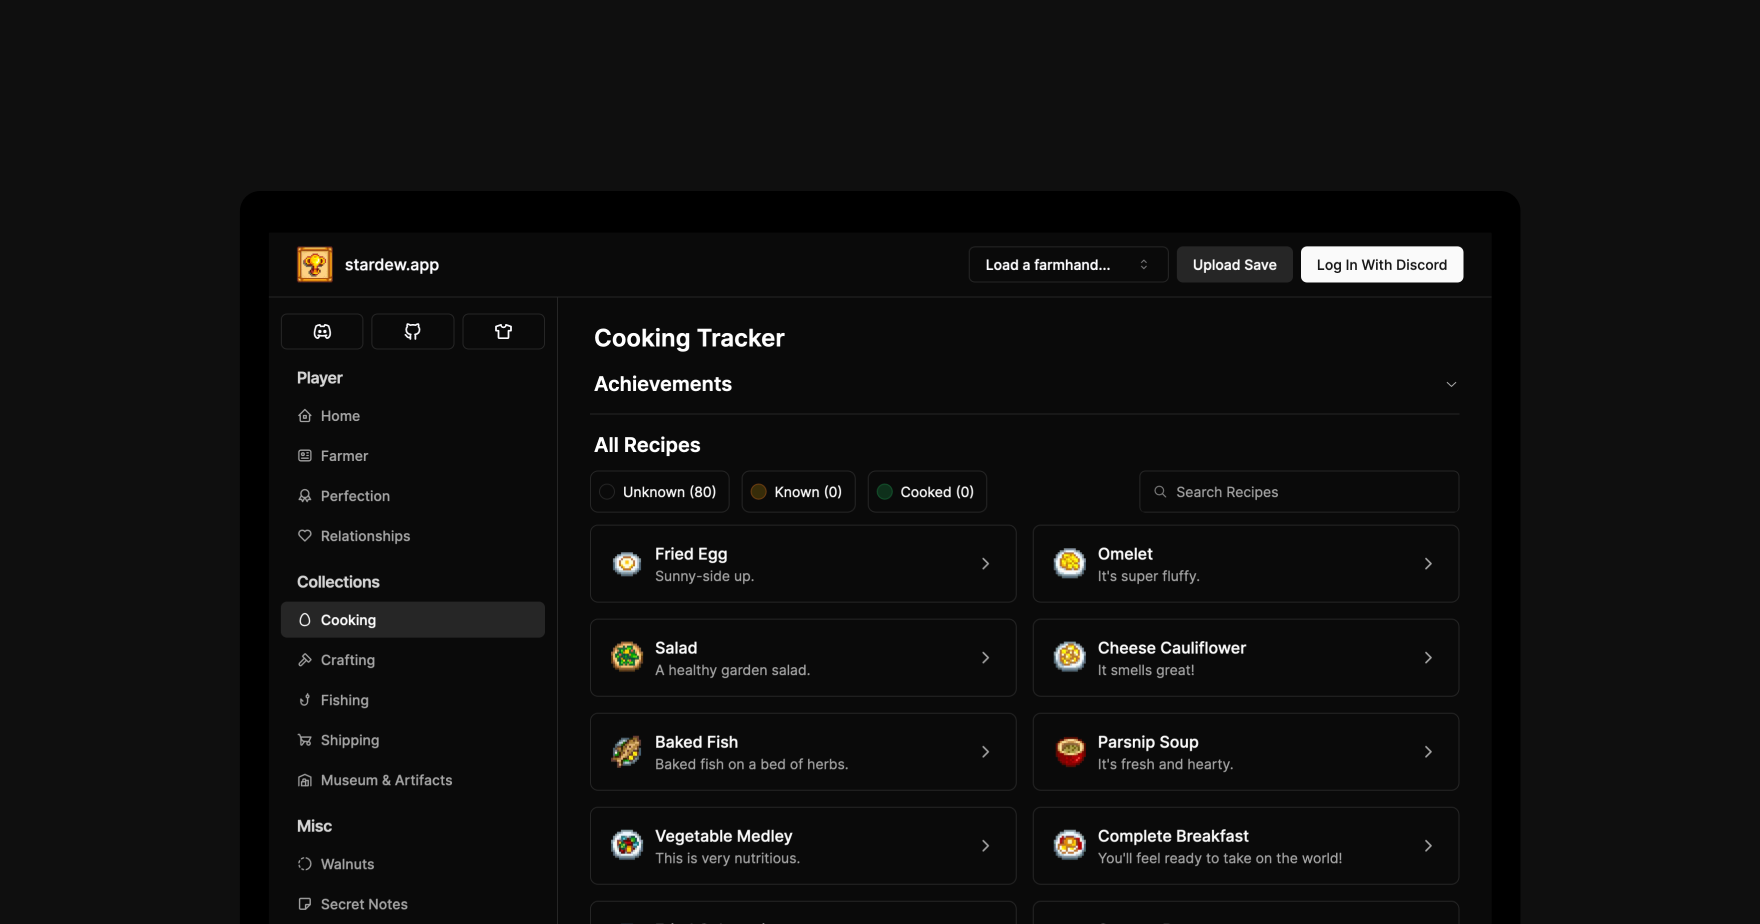 stardew.app
Load a farmhand...
Upload Save
Log In With Discord
Player
Home
Farmer
Perfection
Relationships
Collections
Cooking
Crafting
Fishing
Shipping
Museum & Artifacts
Misc
Walnuts
Secret Notes
Cooking Tracker
Achievements
All Recipes
Unknown (80)
Known (0)
Cooked (0)
Search Recipes
Fried Egg
Sunny-side up.
Omelet
It's super fluffy.
Salad
A healthy garden salad.
Cheese Cauliflower
It smells great!
Baked Fish
Baked fish on a bed of herbs.
Parsnip Soup
It's fresh and hearty.
Vegetable Medley
This is very nutritious.
Complete Breakfast
You'll feel ready to take on the world!